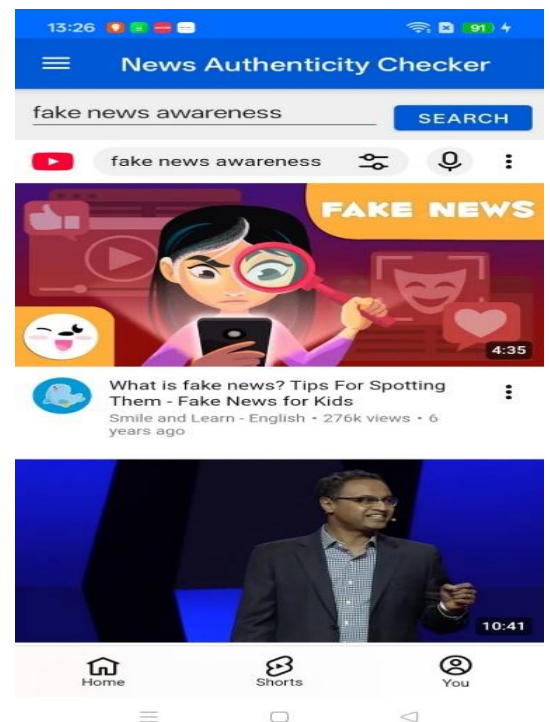 13:26
91
News Authenticity Checker
fake news awareness
SEARCH
fake news awareness
FAKE NEWS
4:35
What is fake news? Tips For Spotting
Them - Fake News for Kids
Smile and Learn - English • 276k views • 6
years ago
10:41
Home
Shorts
You